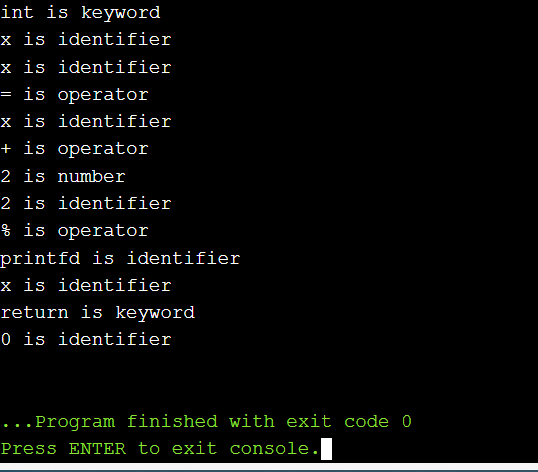 int is keyword
x is identifier
x is identifier
= is operator
x is identifier
+ is operator
2 is number
2 is identifier
% is operator
printfd is identifier
x is identifier
return is keyword
0 is identifier
...Program finished with exit code 0
Press ENTER to exit console.